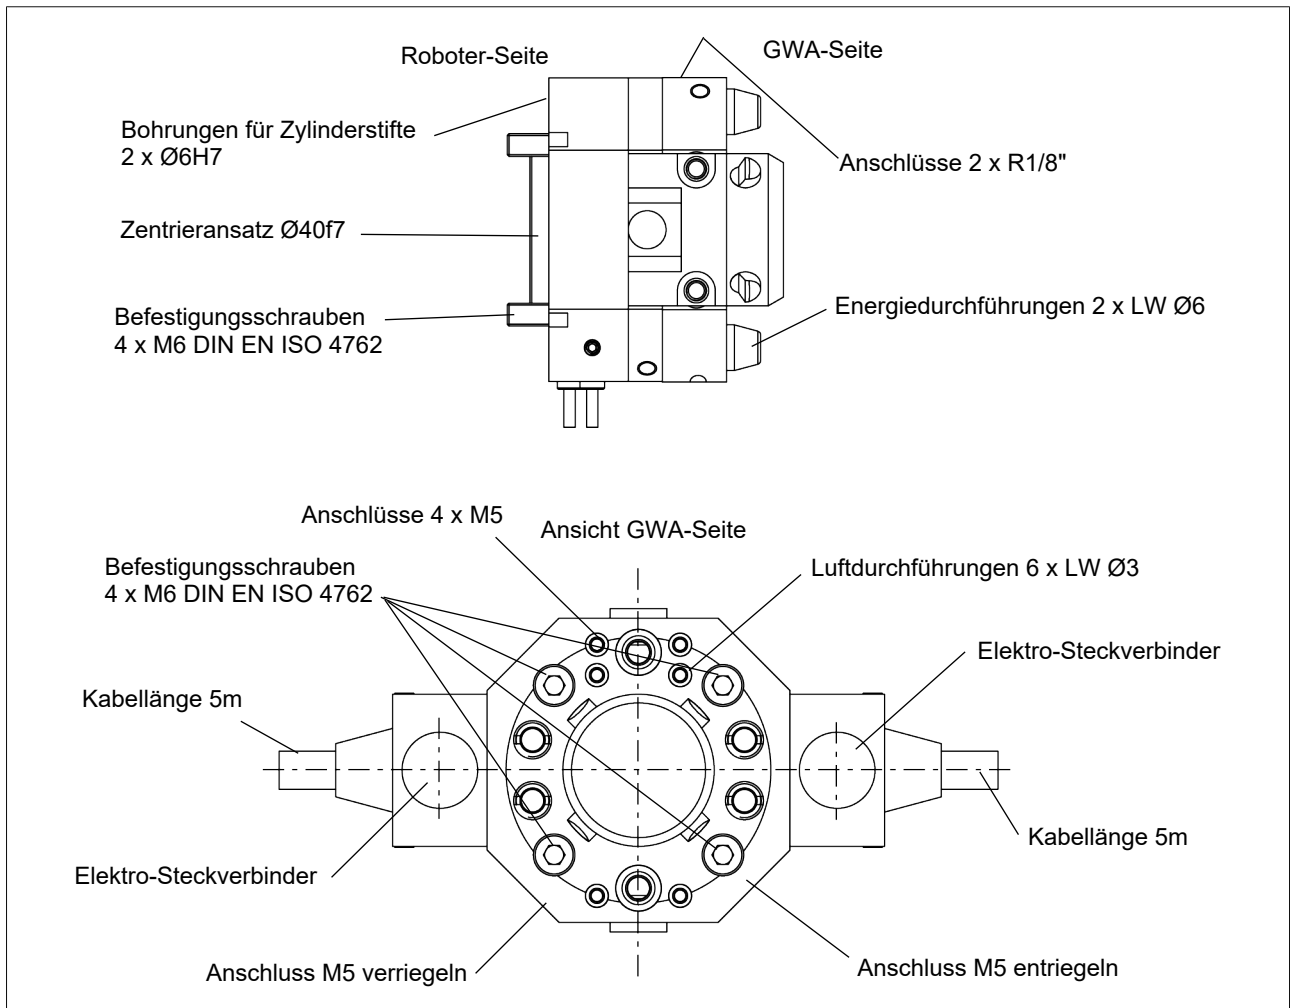 Roboter-Seite
GWA-Seite
Bohrungen für Zylinderstifte
2 x Ø6H7
Anschlüsse 2 x R1/8"
Zentrieransatz Ø40f7
Energiedurchführungen 2 x LW Ø6
Befestigungsschrauben
4 x M6 DIN EN ISO 4762
Anschlüsse 4 x M5
Ansicht GWA-Seite
Befestigungsschrauben
4 x M6 DIN EN ISO 4762
Luftdurchführungen 6 x LW Ø3
Elektro-Steckverbinder
Kabellänge 5m
Kabellänge 5m
Elektro-Steckverbinder
Anschluss M5 verriegeln
Anschluss M5 entriegeln